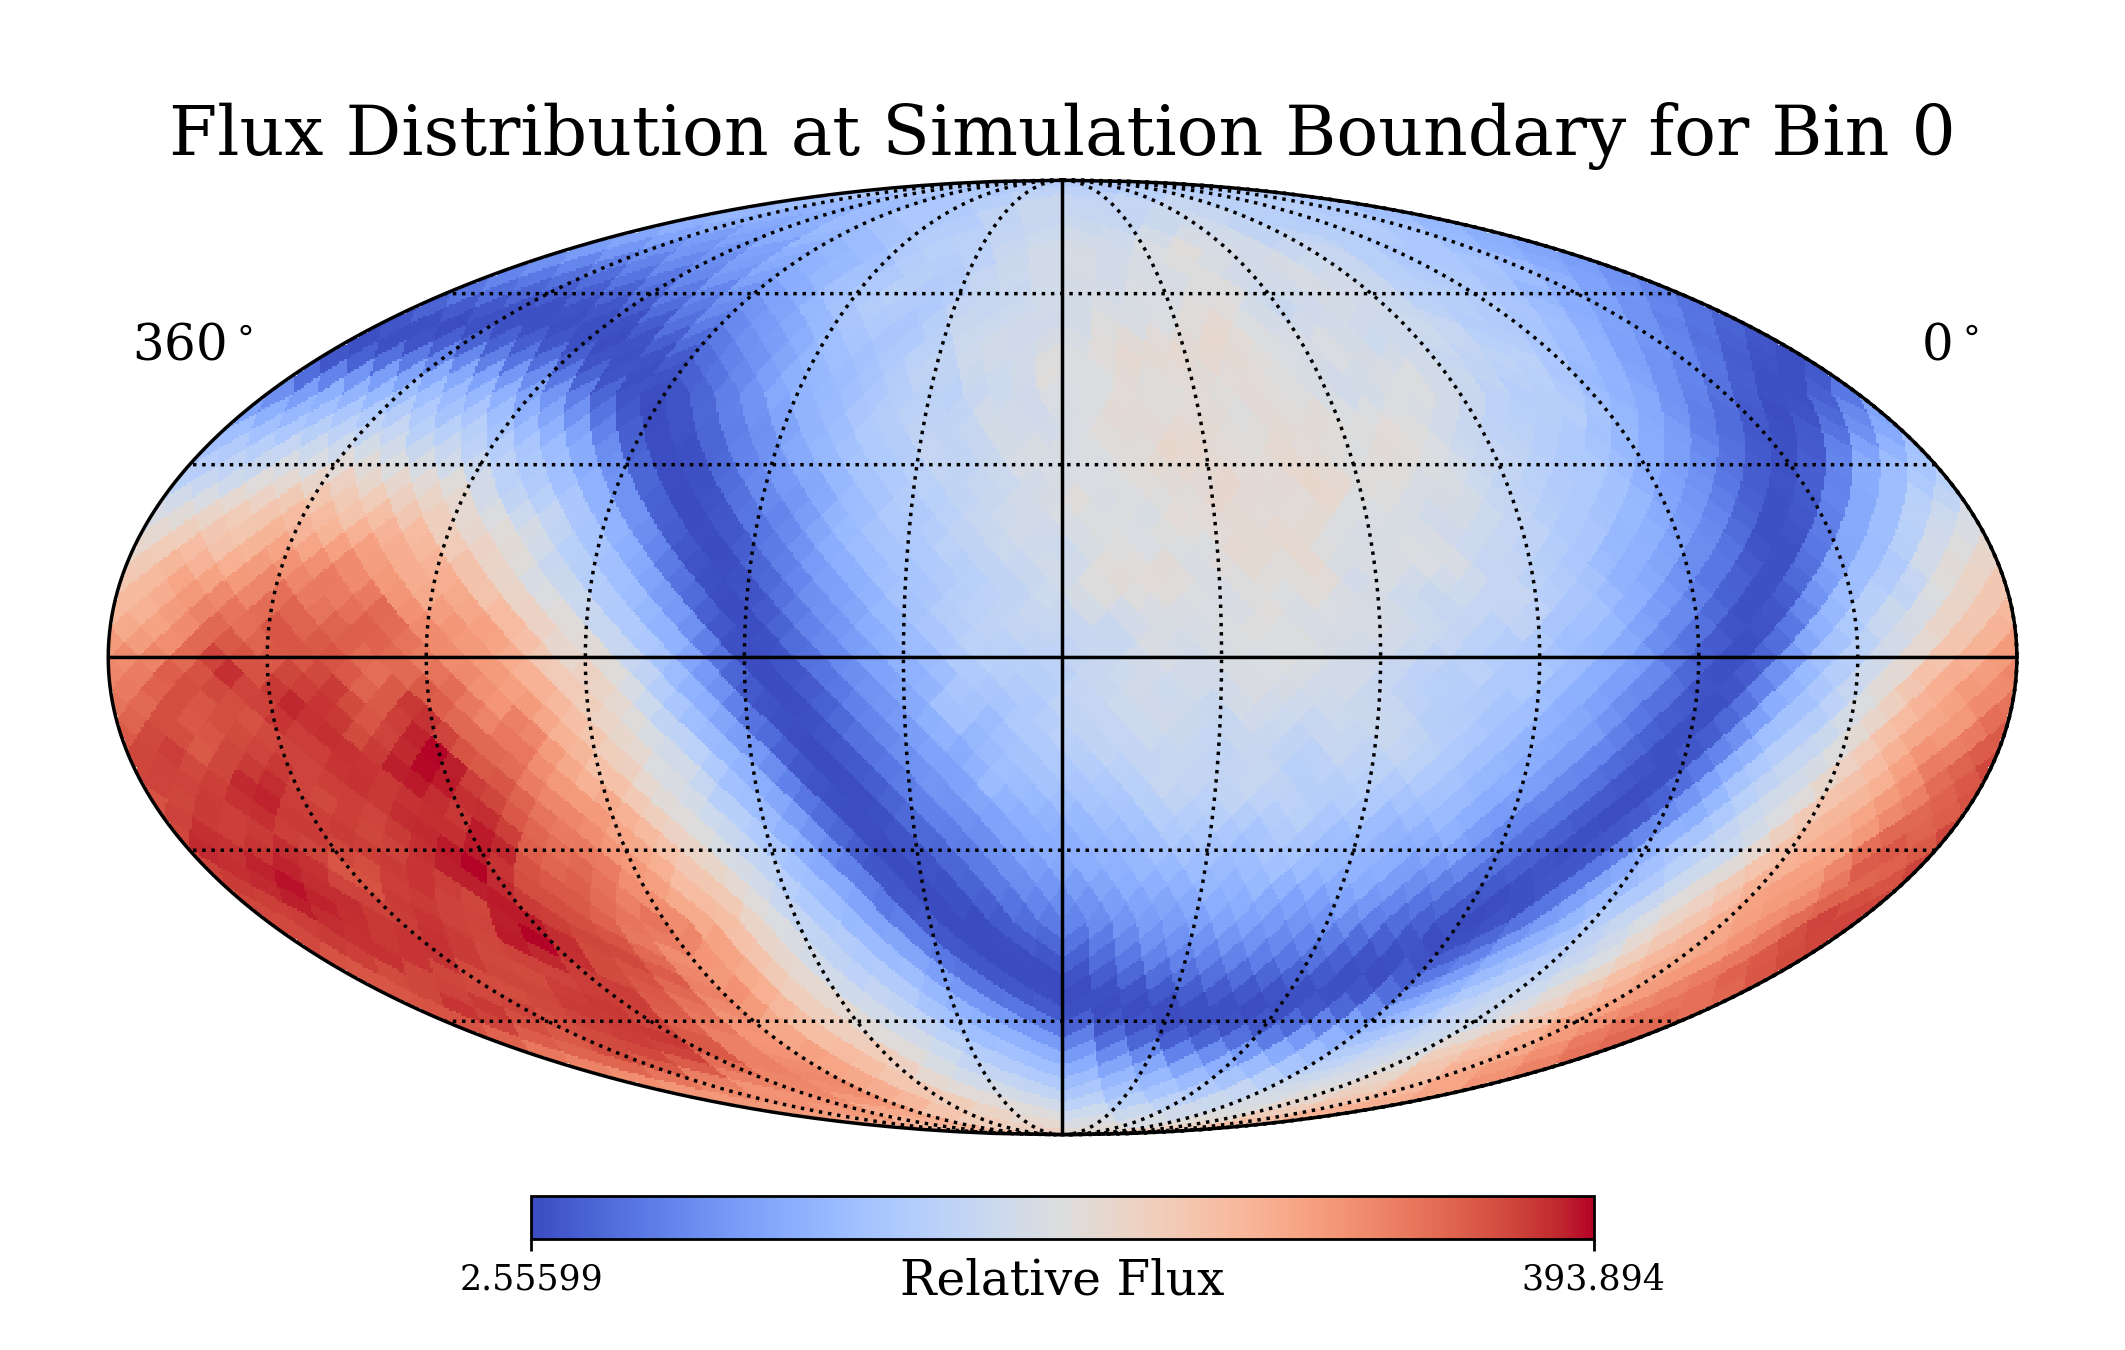 Flux Distribution at Simulation Boundary for Bin 0
360°
0°
2.55599
Relative Flux
393.894